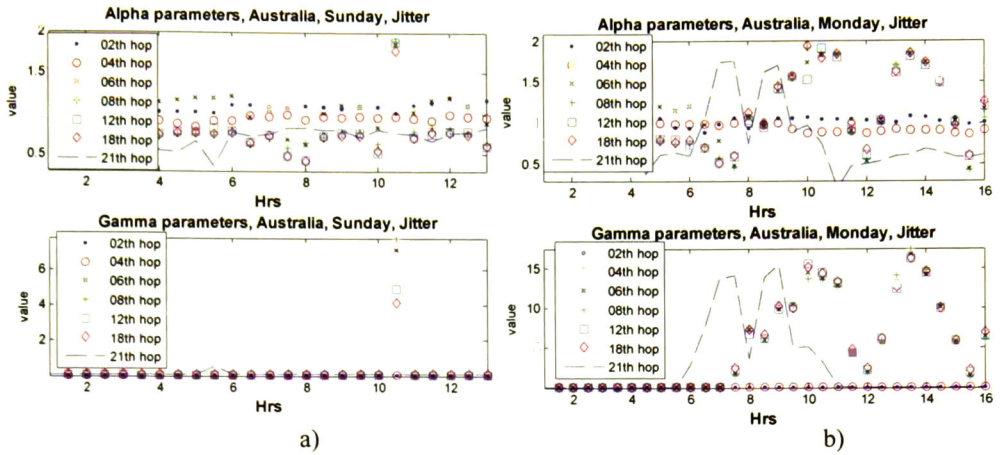 Alpha parameters, Australia, Sunday, Jitter
2
1.5
1
0.5
value
02th hop
04th hop
06th hop
08th hop
12th hop
18th hop
21th hop
2 4 6 8 10 12
Hrs
Gamma parameters, Australia, Sunday, Jitter
6
4
2
value
02th hop
04th hop
06th hop
08th hop
12th hop
18th hop
21th hop
2 4 6 8 10 12
Hrs
a)
Alpha parameters, Australia, Monday, Jitter
2
1.5
1
0.5
value
02th hop
04th hop
06th hop
08th hop
12th hop
18th hop
21th hop
2 4 6 8 10 12 14 16
Hrs
Gamma parameters, Australia, Monday, Jitter
15
10
5
value
02th hop
04th hop
06th hop
08th hop
12th hop
18th hop
21th hop
2 4 6 8 10 12 14 16
Hrs
b)